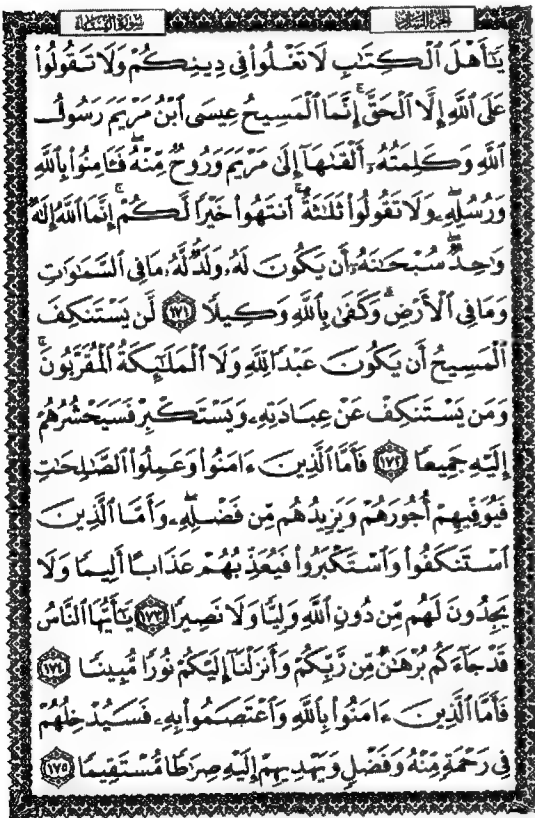 الجزء السادس سورة النساء
يَـٰٓأَهْلَ ٱلْكِتَـٰبِ لَا تَغْلُوا۟ فِى دِينِكُمْ وَلَا تَقُولُوا۟
عَلَى ٱللَّهِ إِلَّا ٱلْحَقَّ ۚ إِنَّمَا ٱلْمَسِيحُ عِيسَى ٱبْنُ مَرْيَمَ رَسُولُ
ٱللَّهِ وَكَلِمَتُهُۥٓ أَلْقَىٰهَآ إِلَىٰ مَرْيَمَ وَرُوحٌ مِّنْهُ ۖ فَـَٔامِنُوا۟ بِٱللَّهِ
وَرُسُلِهِۦ ۖ وَلَا تَقُولُوا۟ ثَلَـٰثَةٌ ۚ ٱنتَهُوا۟ خَيْرًا لَّكُمْ ۚ إِنَّمَا ٱللَّهُ إِلَـٰهٌ
وَٰحِدٌ ۖ سُبْحَـٰنَهُۥٓ أَن يَكُونَ لَهُۥ وَلَدٌ ۘ لَّهُۥ مَا فِى ٱلسَّمَـٰوَٰتِ
وَمَا فِى ٱلْأَرْضِ ۗ وَكَفَىٰ بِٱللَّهِ وَكِيلًا ١٧١ لَّن يَسْتَنكِفَ
ٱلْمَسِيحُ أَن يَكُونَ عَبْدًا لِّلَّهِ وَلَا ٱلْمَلَـٰٓئِكَةُ ٱلْمُقَرَّبُونَ ۚ
وَمَن يَسْتَنكِفْ عَنْ عِبَادَتِهِۦ وَيَسْتَكْبِرْ فَسَيَحْشُرُهُمْ
إِلَيْهِ جَمِيعًا ١٧٢ فَأَمَّا ٱلَّذِينَ ءَامَنُوا۟ وَعَمِلُوا۟ ٱلصَّـٰلِحَـٰتِ
فَيُوَفِّيهِمْ أُجُورَهُمْ وَيَزِيدُهُم مِّن فَضْلِهِۦ ۖ وَأَمَّا ٱلَّذِينَ
ٱسْتَنكَفُوا۟ وَٱسْتَكْبَرُوا۟ فَيُعَذِّبُهُمْ عَذَابًا أَلِيمًا وَلَا
يَجِدُونَ لَهُم مِّن دُونِ ٱللَّهِ وَلِيًّا وَلَا نَصِيرًا ١٧٣ يَـٰٓأَيُّهَا ٱلنَّاسُ
قَدْ جَآءَكُم بُرْهَـٰنٌ مِّن رَّبِّكُمْ وَأَنزَلْنَآ إِلَيْكُمْ نُورًا مُّبِينًا ١٧٤
فَأَمَّا ٱلَّذِينَ ءَامَنُوا۟ بِٱللَّهِ وَٱعْتَصَمُوا۟ بِهِۦ فَسَيُدْخِلُهُمْ
فِى رَحْمَةٍ مِّنْهُ وَفَضْلٍ وَيَهْدِيهِمْ إِلَيْهِ صِرَٰطًا مُّسْتَقِيمًا ١٧٥